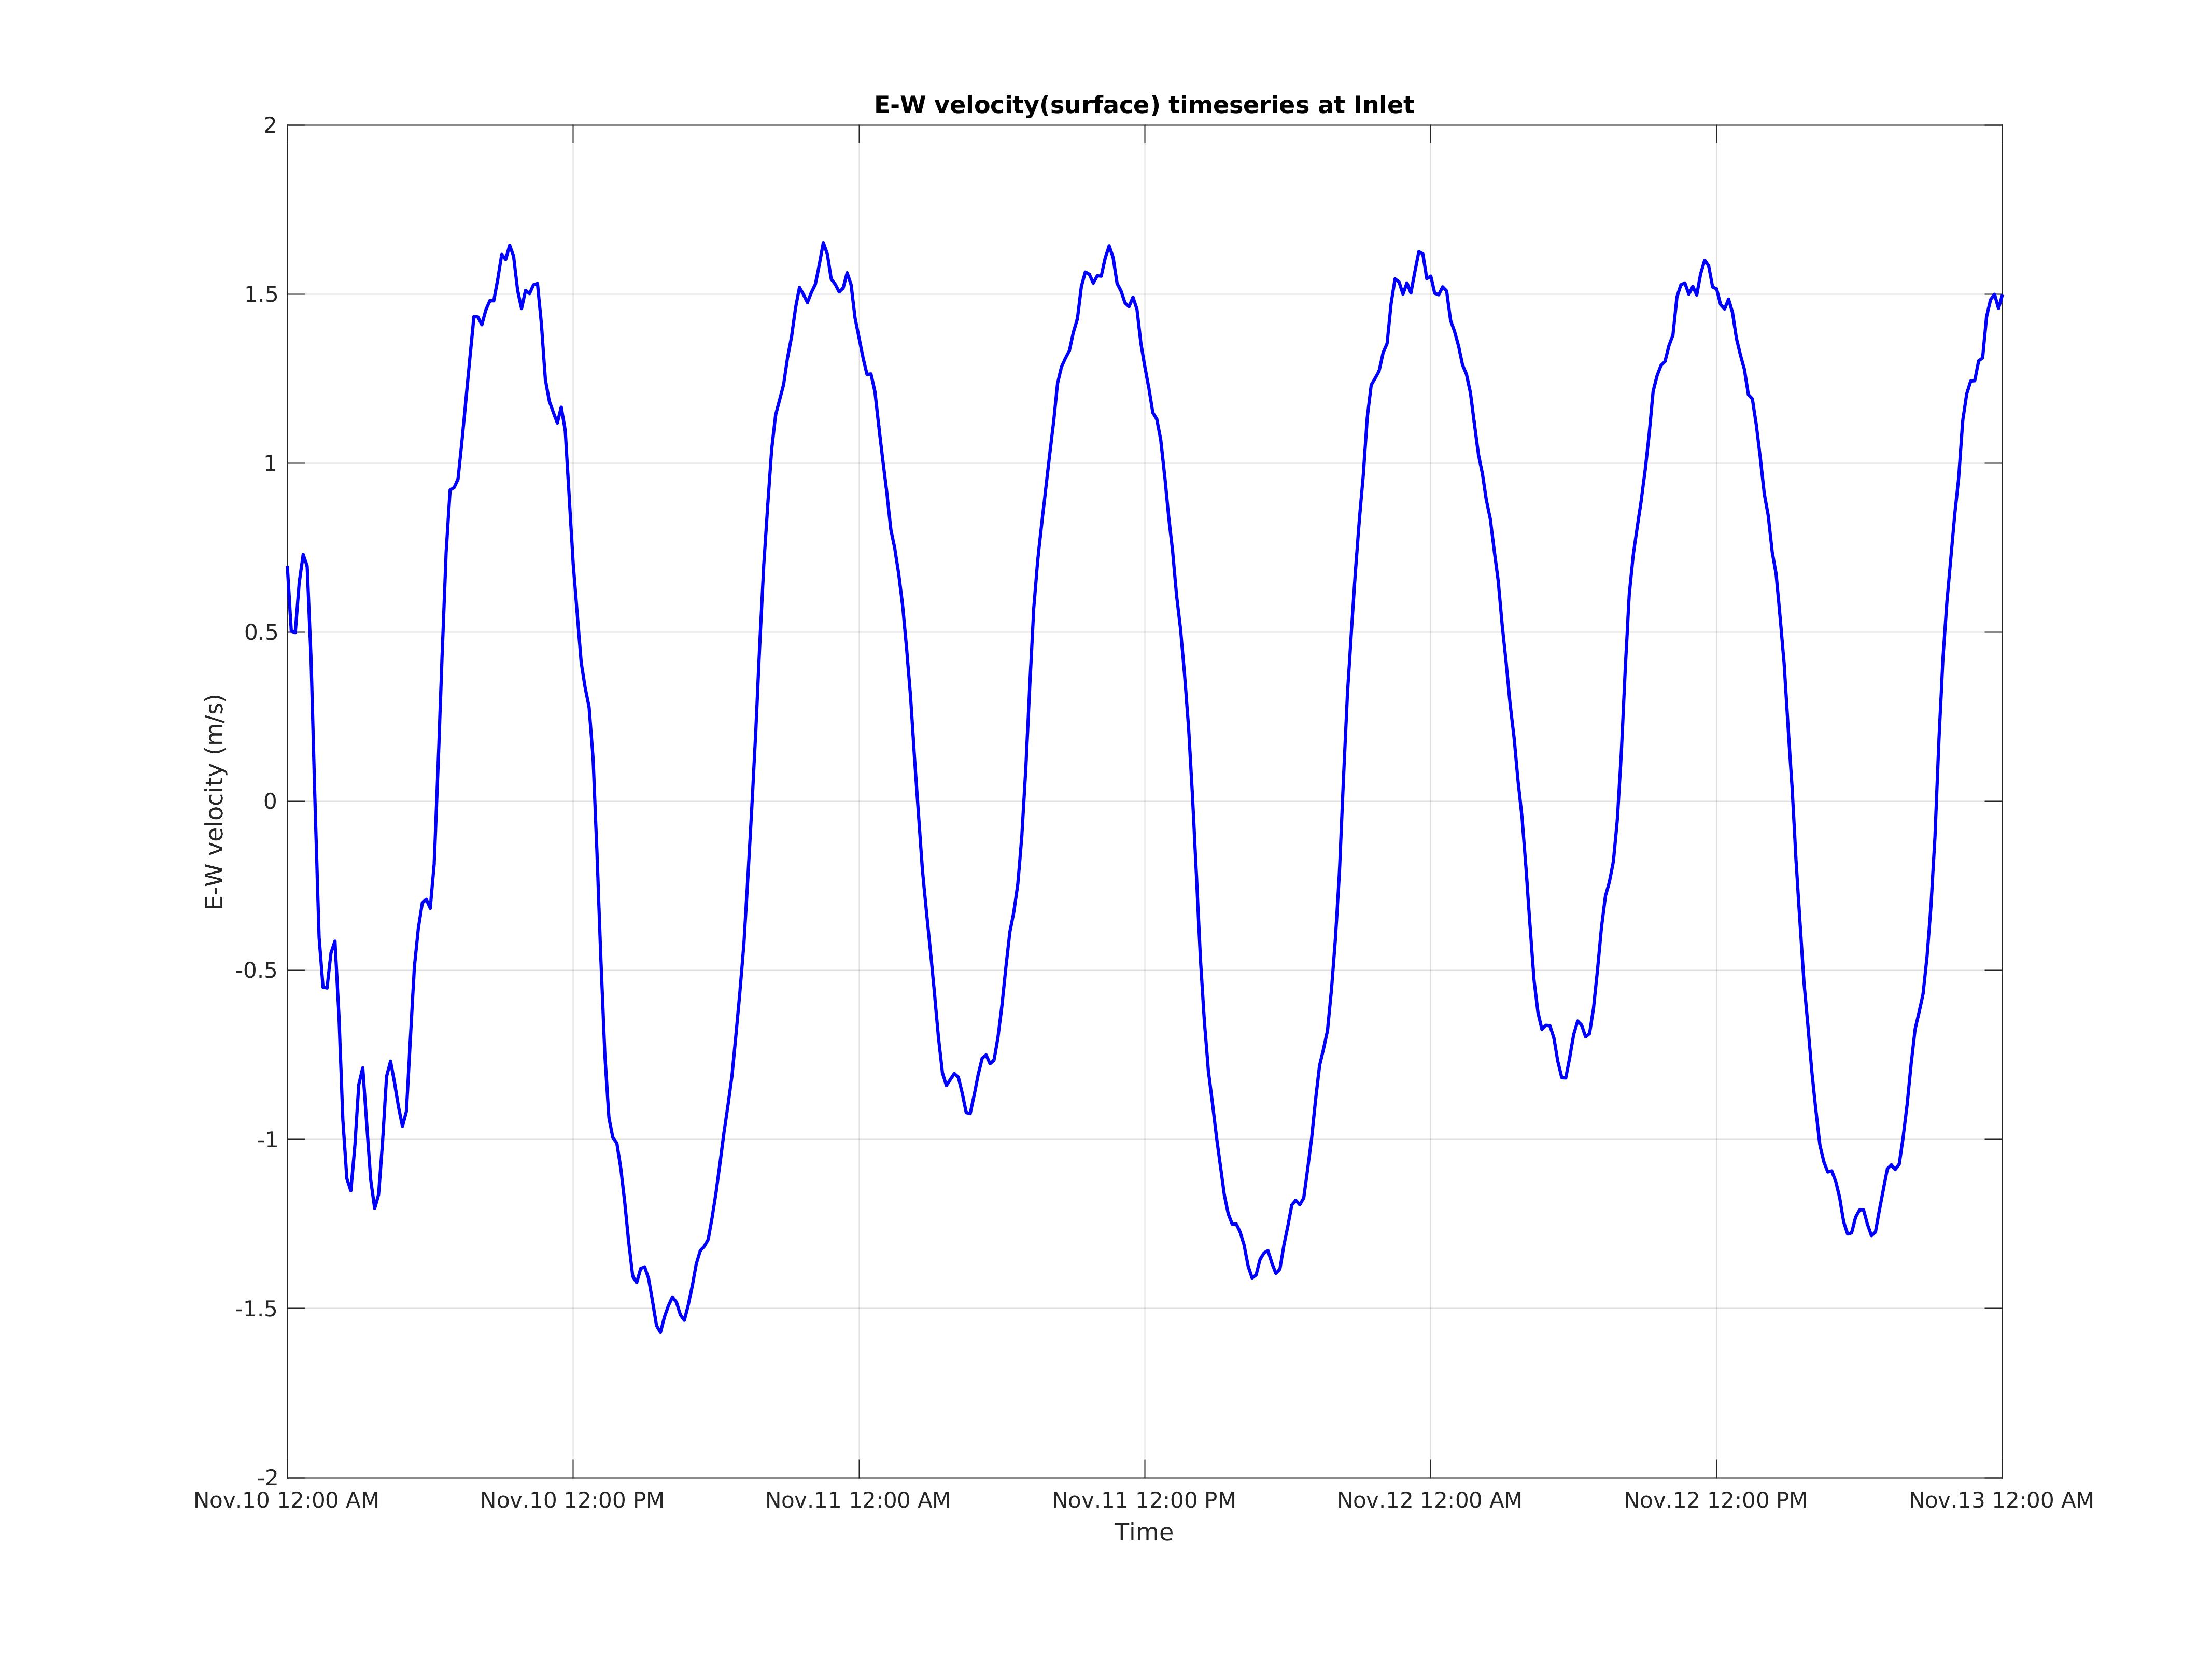 E-W velocity(surface) timeseries at Inlet
2
1.5
1
0.5
0
-0.5
-1
-1.5
-2
E-W velocity (m/s)
Nov.10 12:00 AM Nov.10 12:00 PM Nov.11 12:00 AM Nov.11 12:00 PM Nov.12 12:00 AM Nov.12 12:00 PM Nov.13 12:00 AM
Time